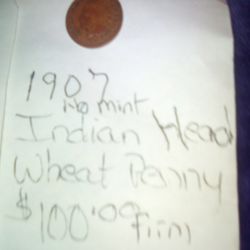 1907
No mint
Indian Head
Wheat Penny
$100.00 Firm